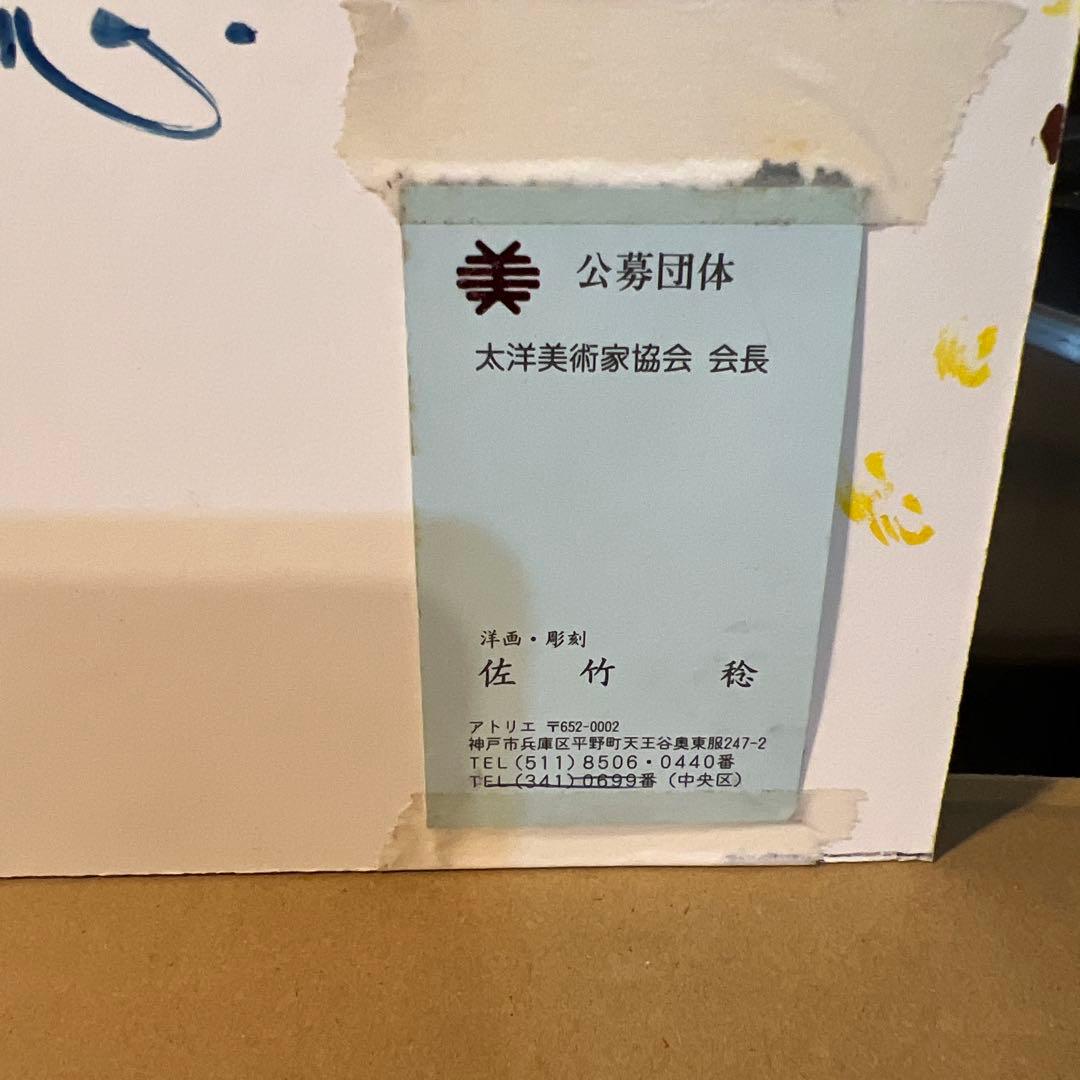 美 公募団体
太洋美術家協会 会長
洋画・彫刻
佐竹 稔
アトリエ 〒652-0002
神戸市兵庫区平野町天王谷奥東服247-2
TEL(511)8506・0440番
TEL(341)0699番(中央区)